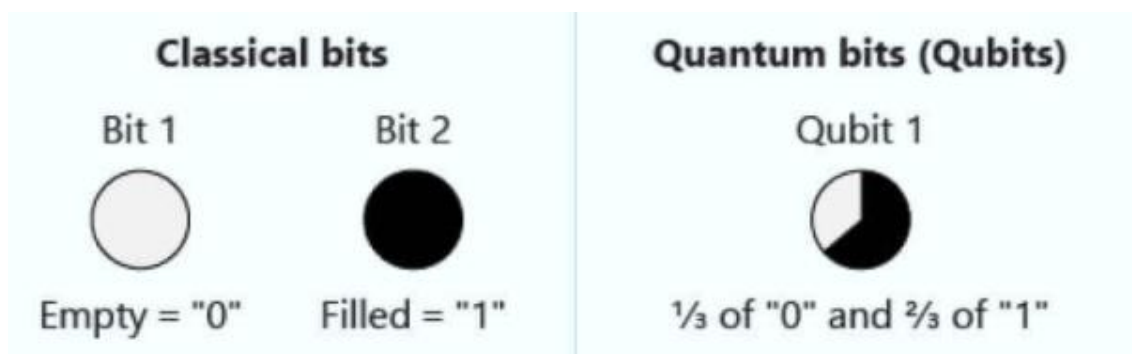 Classical bits
Bit 1
Bit 2
Empty = "0"
Filled = "1"
Quantum bits (Qubits)
Qubit 1
⅓ of "0" and ⅔ of "1"